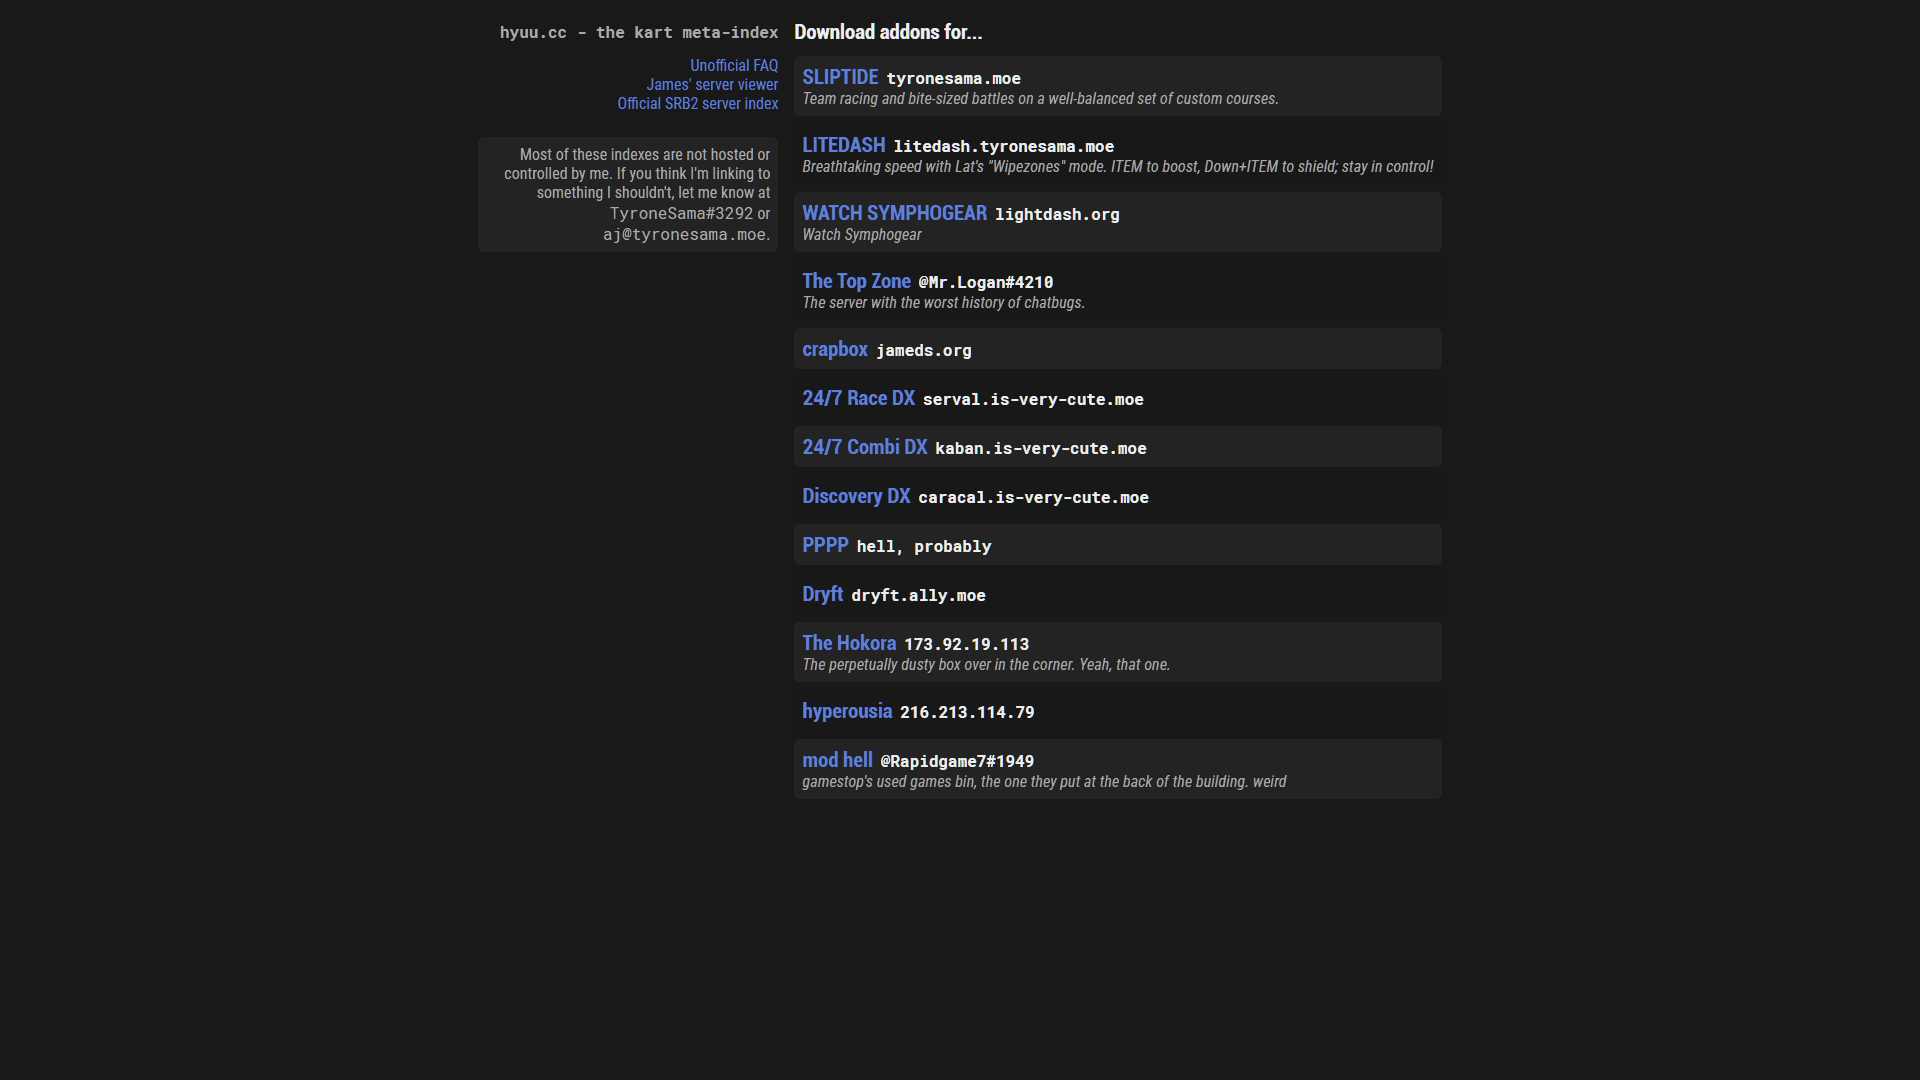 hyuu.cc - the kart meta-index
Unofficial FAQ
James' server viewer
Official SRB2 server index
Most of these indexes are not hosted or
controlled by me. If you think I'm linking to
something I shouldn't, let me know at
TyroneSama#3292 or
aj@tyronesama.moe.
Download addons for...
SLIPTIDE tyronesama.moe
Team racing and bite-sized battles on a well-balanced set of custom courses.
LITEDASH litedash.tyronesama.moe
Breathtaking speed with Lat's "Wipezones" mode. ITEM to boost, Down+ITEM to shield; stay in control!
WATCH SYMPHOGEAR lightdash.org
Watch Symphogear
The Top Zone @Mr.Logan#4210
The server with the worst history of chatbugs.
crapbox jameds.org
24/7 Race DX serval.is-very-cute.moe
24/7 Combi DX kaban.is-very-cute.moe
Discovery DX caracal.is-very-cute.moe
PPPP hell, probably
Dryft dryft.ally.moe
The Hokora 173.92.19.113
The perpetually dusty box over in the corner. Yeah, that one.
hyperousia 216.213.114.79
mod hell @Rapidgame7#1949
gamestop's used games bin, the one they put at the back of the building. weird